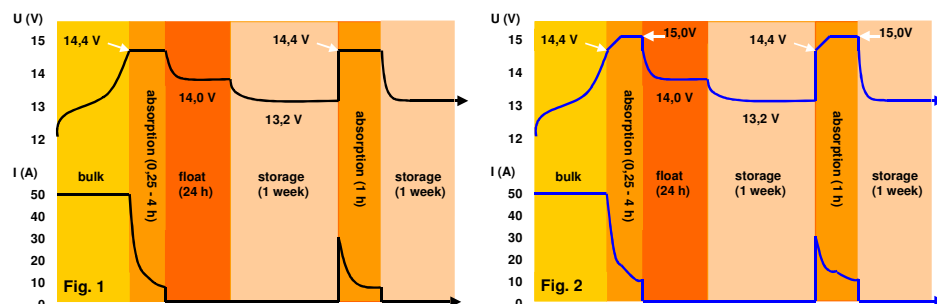 U (V)
15
14
13
12
14,4 V
14,4 V
14,0 V
13,2 V
I (A)
50
40
30
20
10
0
bulk
absorption (0,25 - 4 h)
float
(24 h)
storage
(1 week)
absorption (1 h)
storage
(1 week)
Fig. 1
U (V)
15
14
13
12
14,4 V
15,0V
14,4 V
15,0V
14,0 V
13,2 V
I (A)
50
40
30
20
10
0
bulk
absorption (0,25 - 4 h)
float
(24 h)
storage
(1 week)
absorption (1 h)
storage
(1 week)
Fig. 2